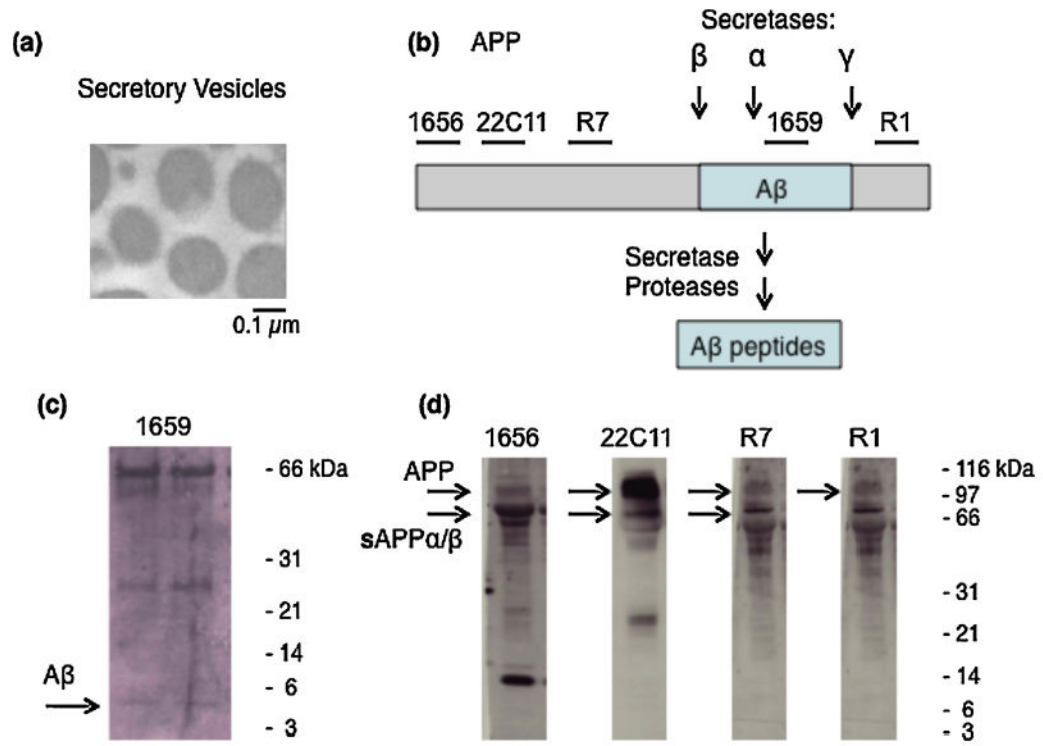 (a)
Secretory Vesicles
0.1 µm
(b) APP
Secretases:
β α γ
1656 22C11 R7 1659 R1
Aβ
Secretase
Proteases
Aβ peptides
(c)
1659
- 66 kDa
- 31
- 21
- 14
- 6
- 3
Aβ
(d)
1656 22C11 R7 R1
APP
sAPPα/β
- 116 kDa
- 97
- 66
- 31
- 21
- 14
- 6
- 3